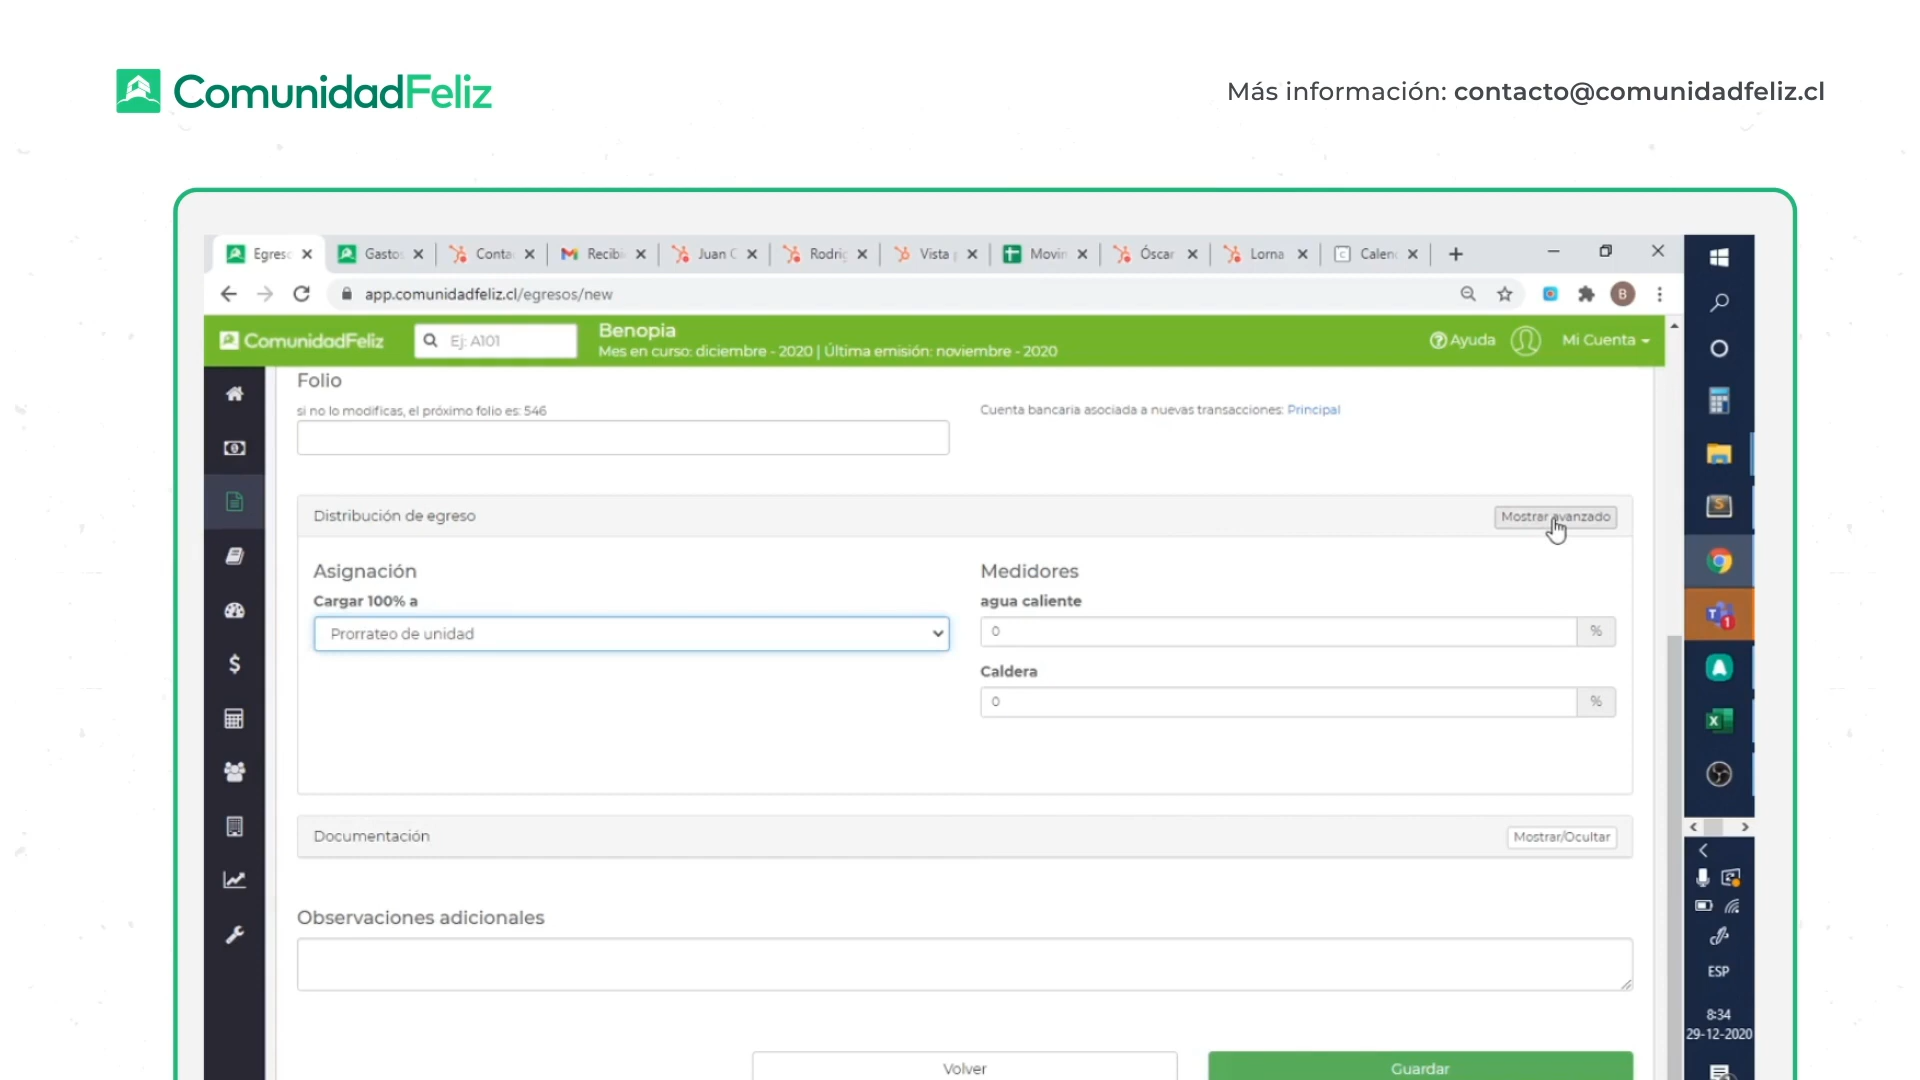 ComunidadFeliz
Más información: contacto@comunidadfeliz.cl
Egresc
Gasto
Conta
Recibi
Juan C
Rodrig
Vista p
Movin
Óscar
Lorna
Calen
app.comunidadfeliz.cl/egresos/new
B
ComunidadFeliz
Ej: A101
Benopia
Mes en curso: diciembre - 2020 | Última emisión: noviembre - 2020
Ayuda
Mi Cuenta
Folio
si no lo modificas, el próximo folio es: 546
Cuenta bancaria asociada a nuevas transacciones: Principal
Distribución de egreso
Mostrar avanzado
Asignación
Cargar 100% a
Prorrateo de unidad
Medidores
agua caliente
0
%
Caldera
0
%
Documentación
Mostrar/Ocultar
Observaciones adicionales
Volver
Guardar
ESP
8:34
29-12-2020